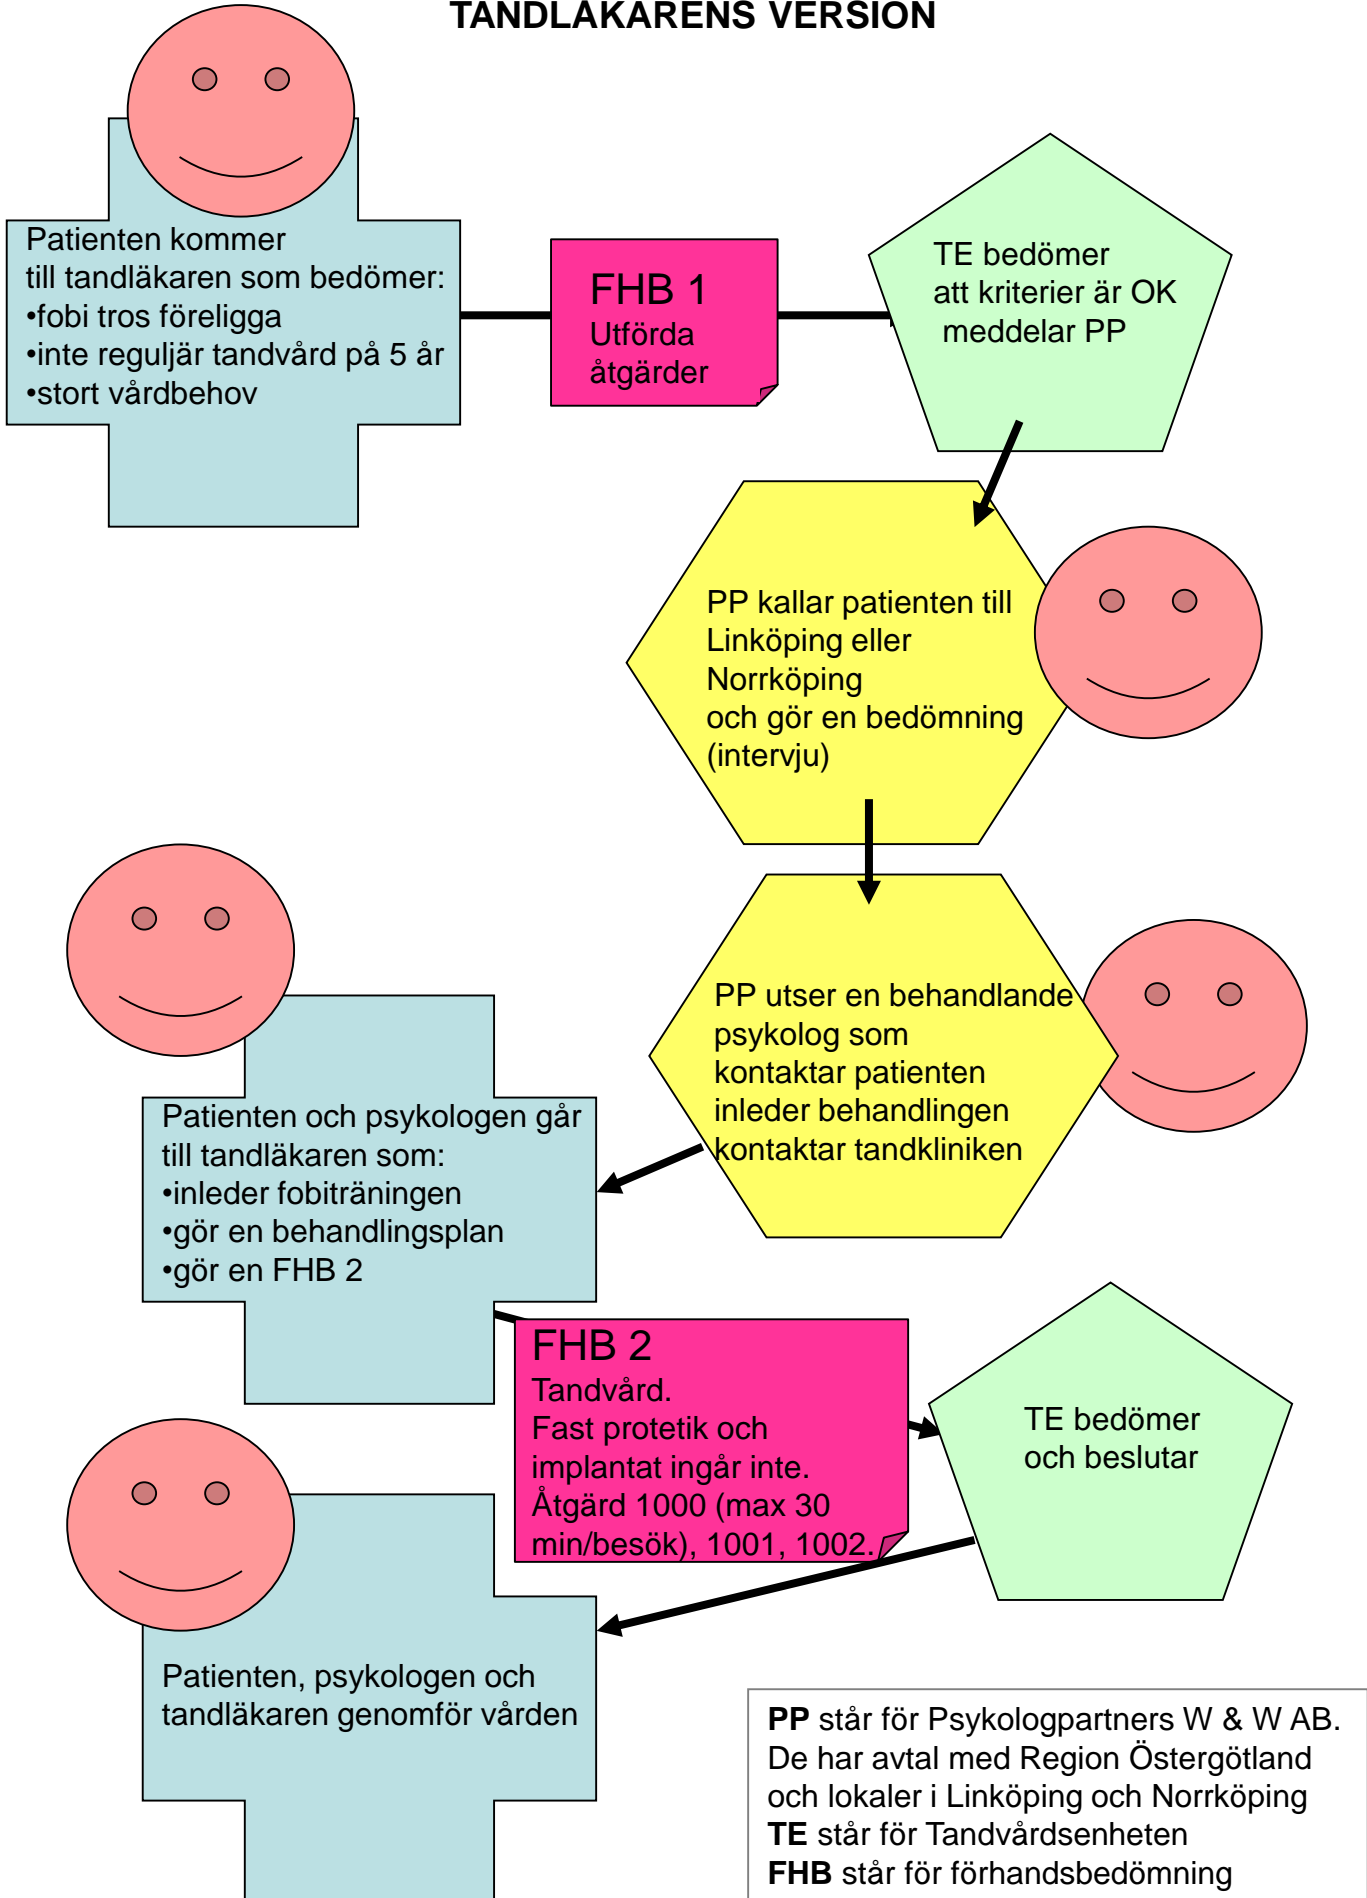 TANDLÄKARENS VERSION
Patienten kommer
till tandläkaren som bedömer:
•fobi tros föreligga
•inte reguljär tandvård på 5 år
•stort vårdbehov
FHB 1
Utförda
åtgärder
TE bedömer
att kriterier är OK
meddelar PP
PP kallar patienten till
Linköping eller
Norrköping
och gör en bedömning
(intervju)
PP utser en behandlande
psykolog som
kontaktar patienten
inleder behandlingen
kontaktar tandkliniken
Patienten och psykologen går
till tandläkaren som:
•inleder fobiträningen
•gör en behandlingsplan
•gör en FHB 2
FHB 2
Tandvård.
Fast protetik och
implantat ingår inte.
Åtgärd 1000 (max 30
min/besök), 1001, 1002.
TE bedömer
och beslutar
Patienten, psykologen och
tandläkaren genomför vården
PP står för Psykologpartners W & W AB.
De har avtal med Region Östergötland
och lokaler i Linköping och Norrköping
TE står för Tandvårdsenheten
FHB står för förhandsbedömning